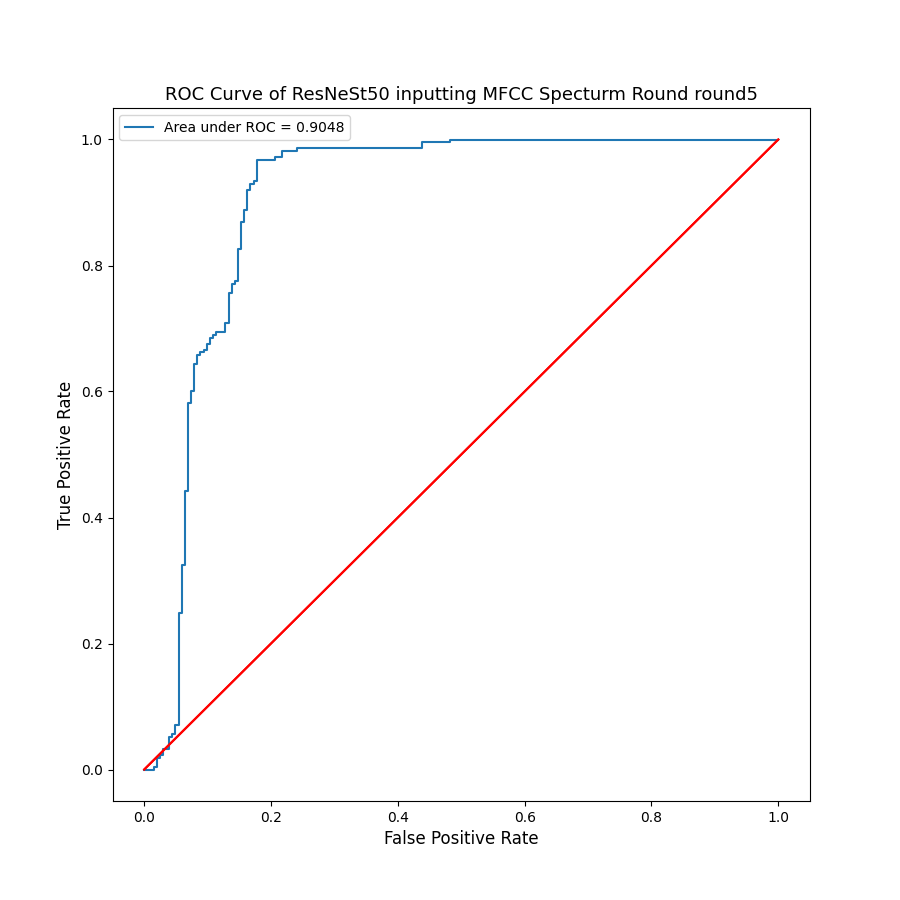 ROC Curve of ResNeSt50 inputting MFCC Specturm Round round5
Area under ROC = 0.9048
1.0
0.8
0.6
0.4
0.2
0.0
True Positive Rate
0.0 0.2 0.4 0.6 0.8 1.0
False Positive Rate